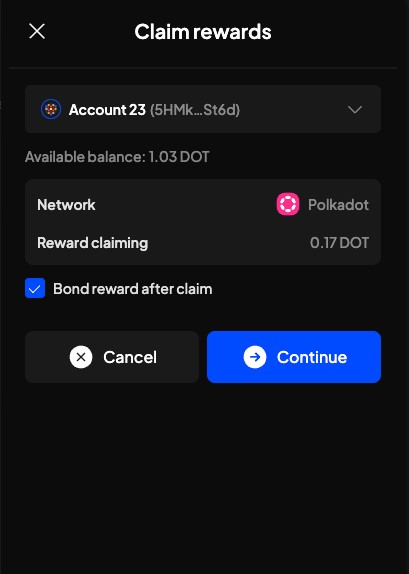 Claim rewards
Account 23 (5HMk...St6d)
Available balance: 1.03 DOT
Network Polkadot
Reward claiming 0.17 DOT
Bond reward after claim
Cancel Continue